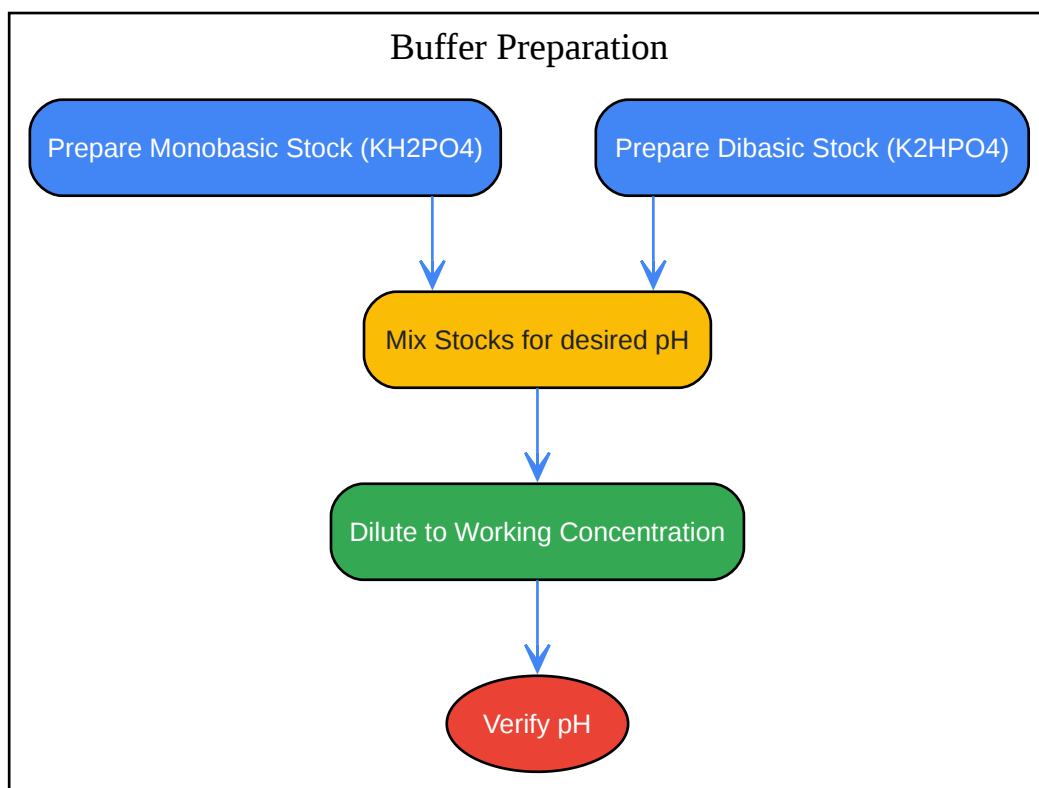 Buffer Preparation
Prepare Monobasic Stock (KH2PO4)
Prepare Dibasic Stock (K2HPO4)
Mix Stocks for desired pH
Dilute to Working Concentration
Verify pH